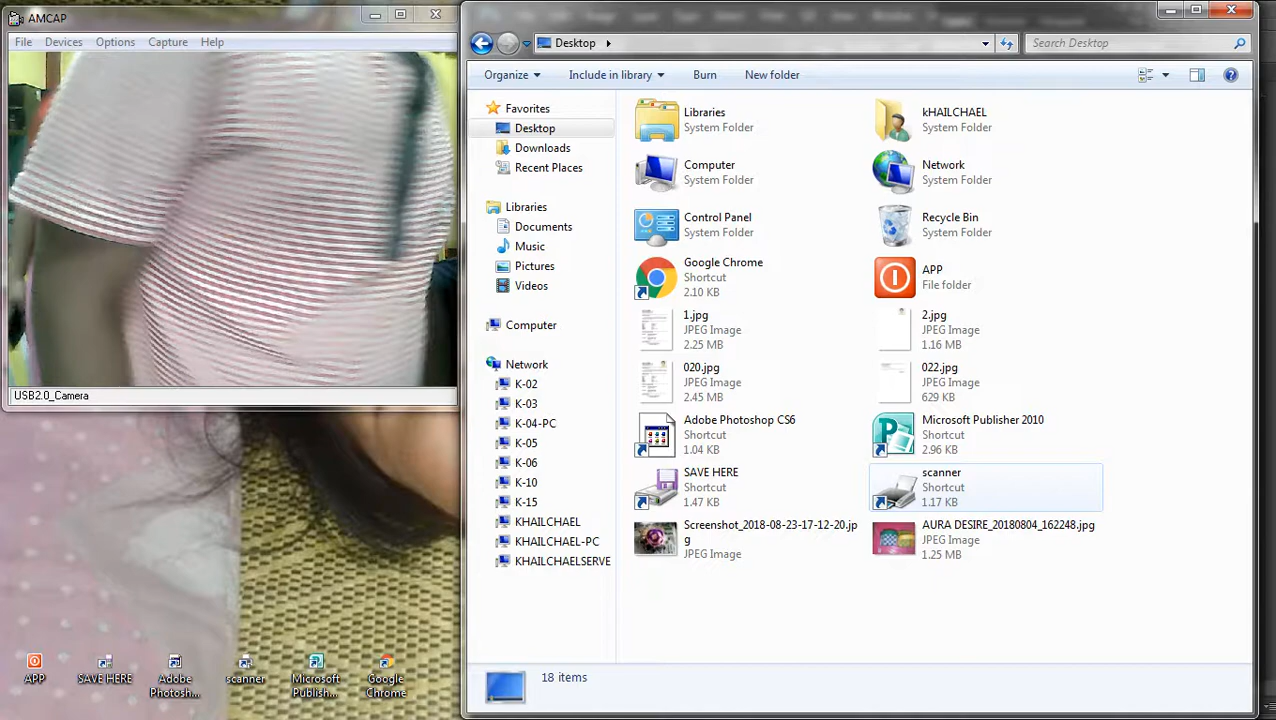 AMCAP
File Devices Options Capture Help
USB2.0_Camera
Desktop
Search Desktop
Organize Include in library Burn New folder
Favorites
Desktop
Downloads
Recent Places
Libraries
Documents
Music
Pictures
Videos
Computer
Network
K-02
K-03
K-04-PC
K-05
K-06
K-10
K-15
KHAILCHAEL
KHAILCHAEL-PC
KHAILCHAELSERVE
Libraries
System Folder
kHAILCHAEL
System Folder
Computer
System Folder
Network
System Folder
Control Panel
System Folder
Recycle Bin
System Folder
Google Chrome
Shortcut
2.10 KB
APP
File folder
1.jpg
JPEG Image
2.25 MB
2.jpg
JPEG Image
1.16 MB
020.jpg
JPEG Image
2.45 MB
022.jpg
JPEG Image
629 KB
Adobe Photoshop CS6
Shortcut
1.04 KB
Microsoft Publisher 2010
Shortcut
2.96 KB
SAVE HERE
Shortcut
1.47 KB
scanner
Shortcut
1.17 KB
Screenshot_2018-08-23-17-12-20.jp
g
JPEG Image
AURA DESIRE_20180804_162248.jpg
JPEG Image
1.25 MB
18 items
APP
SAVE HERE
Adobe
Photosh...
scanner
Microsoft
Publish...
Google
Chrome